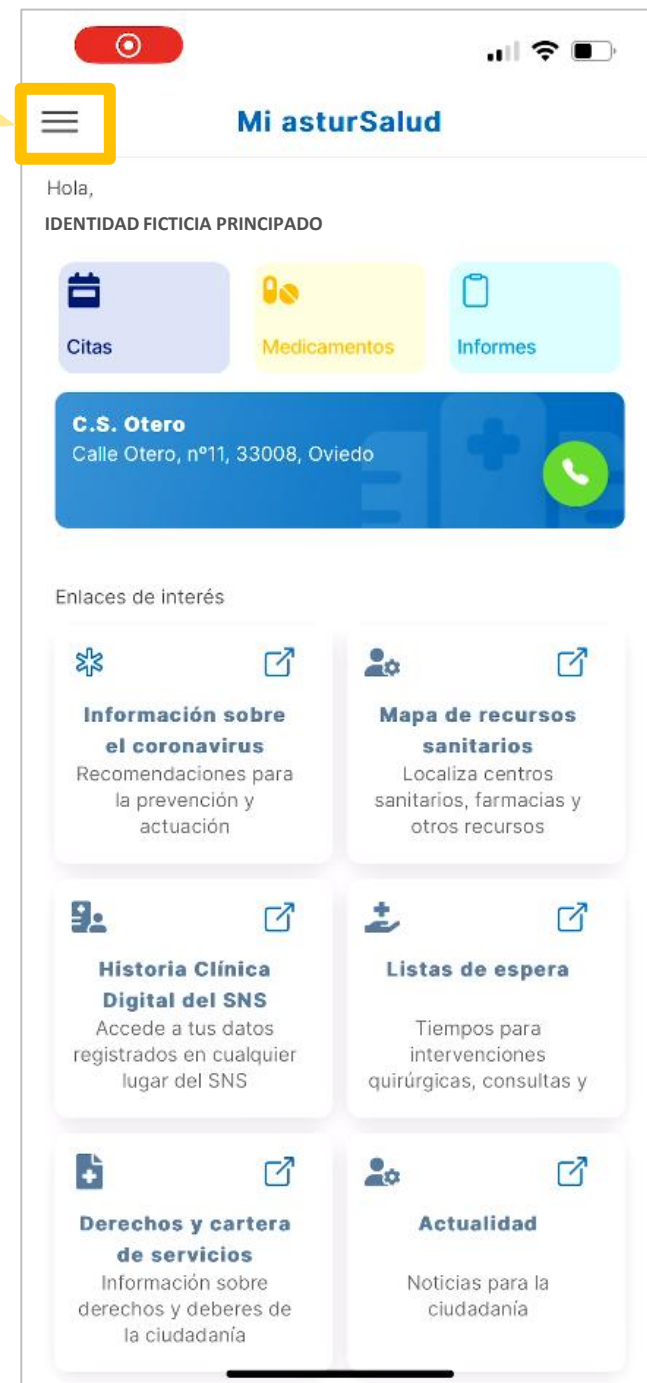 Mi asturSalud
Hola,
IDENTIDAD FICTICIA PRINCIPADO
Citas
Medicamentos
Informes
C.S. Otero
Calle Otero, nº11, 33008, Oviedo
Enlaces de interés
Información sobre
el coronavirus
Recomendaciones para
la prevención y
actuación
Mapa de recursos
sanitarios
Localiza centros
sanitarios, farmacias y
otros recursos
Historia Clínica
Digital del SNS
Accede a tus datos
registrados en cualquier
lugar del SNS
Listas de espera
Tiempos para
intervenciones
quirúrgicas, consultas y
Derechos y cartera
de servicios
Información sobre
derechos y deberes de
la ciudadanía
Actualidad
Noticias para la
ciudadanía